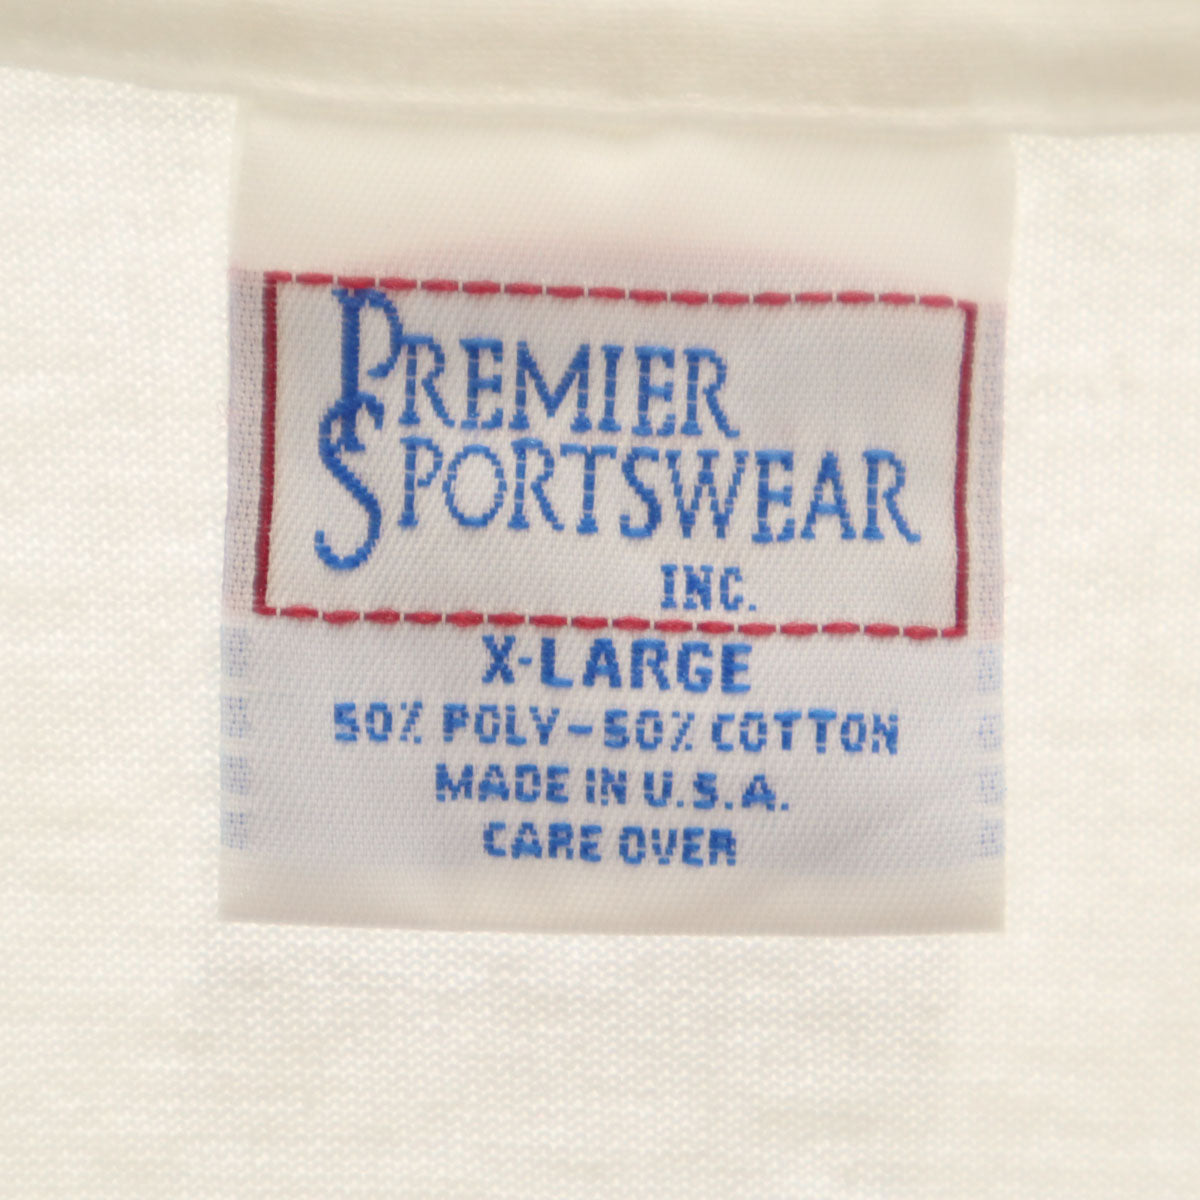 PREMIER
SPORTSWEAR
INC.
X-LARGE
50% POLY-50% COTTON
MADE IN U.S.A.
CARE OVER